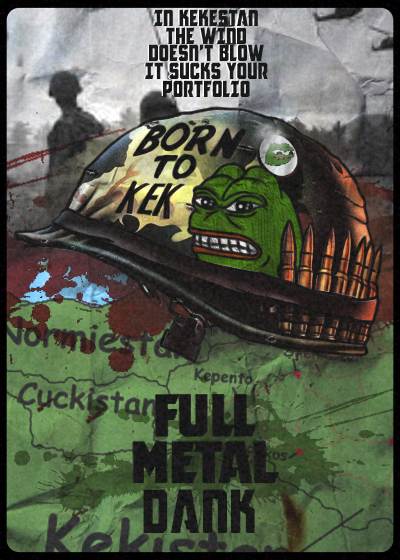 IN KEKESTAN
THE WIND
DOESN'T BLOW
IT SUCKS YOUR
PORTFOLIO
BORN
TO
KEK
Normiesta
Kepento
Cuckistan
FULL
METAL
DANK
Kekistan